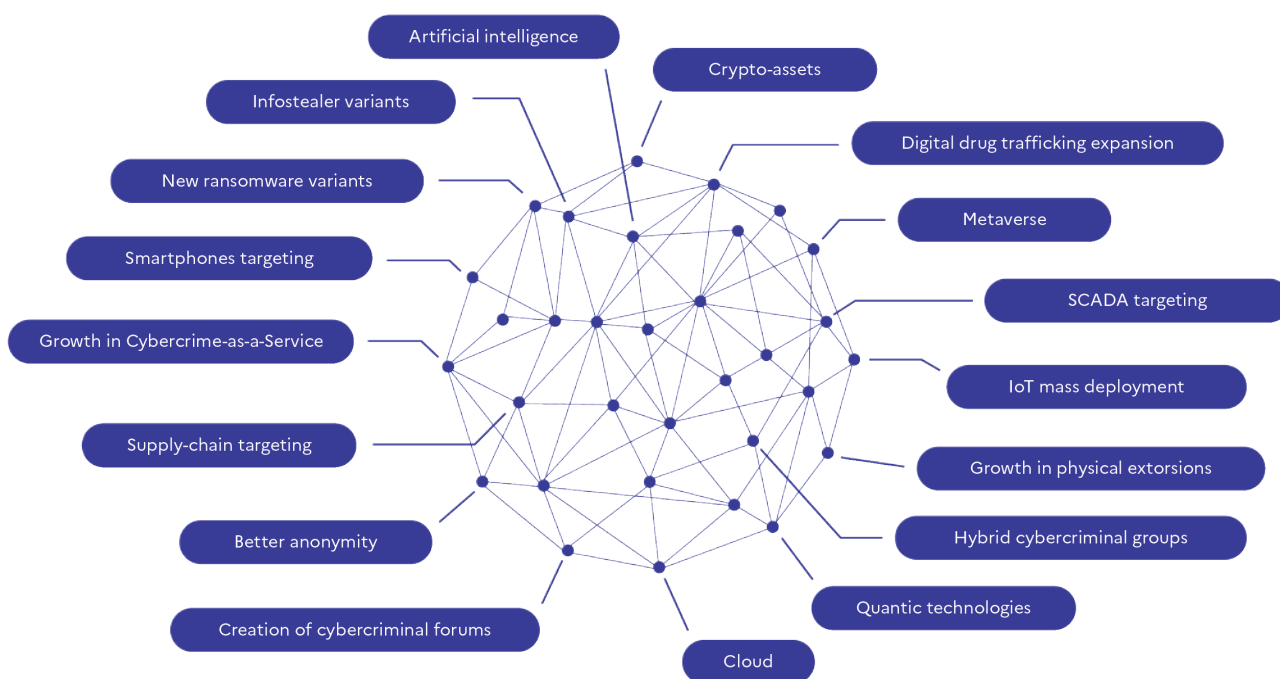 Artificial intelligence
Crypto-assets
Infostealer variants
Digital drug trafficking expansion
New ransomware variants
Metaverse
Smartphones targeting
SCADA targeting
Growth in Cybercrime-as-a-Service
IoT mass deployment
Supply-chain targeting
Growth in physical extorsions
Better anonymity
Hybrid cybercriminal groups
Quantic technologies
Creation of cybercriminal forums
Cloud